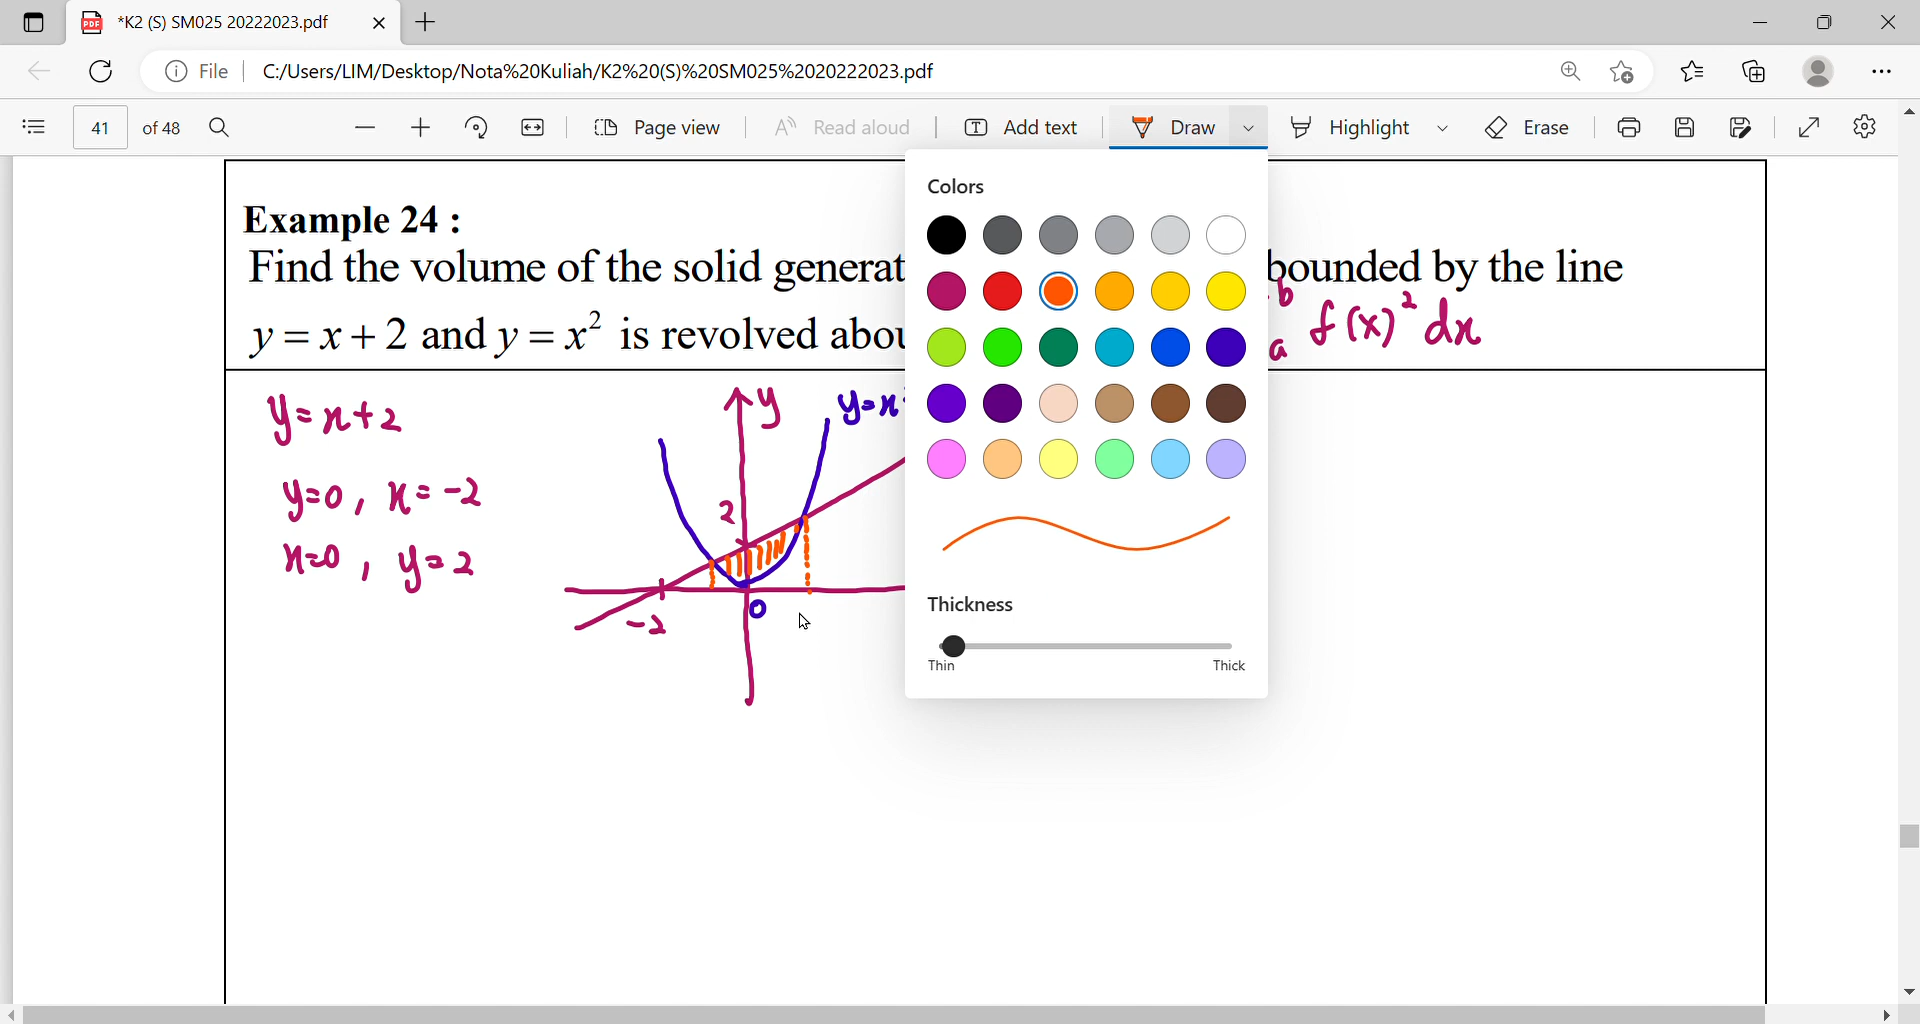 *K2 (S) SM025 20222023.pdf
File
C:/Users/LIM/Desktop/Nota%20Kuliah/K2%20(S)%20SM025%2020222023.pdf
41 of 48
Page view
Read aloud
Add text
Draw
Highlight
Erase
Colors
Example 24 :
Find the volume of the solid generat bounded by the line
y = x + 2 and y = x² is revolved abou
b
a
f(x)² dx
y=x+2
y
y=x
y=0, x=-2
2
x=0, y=2
-2
0
Thickness
Thin
Thick